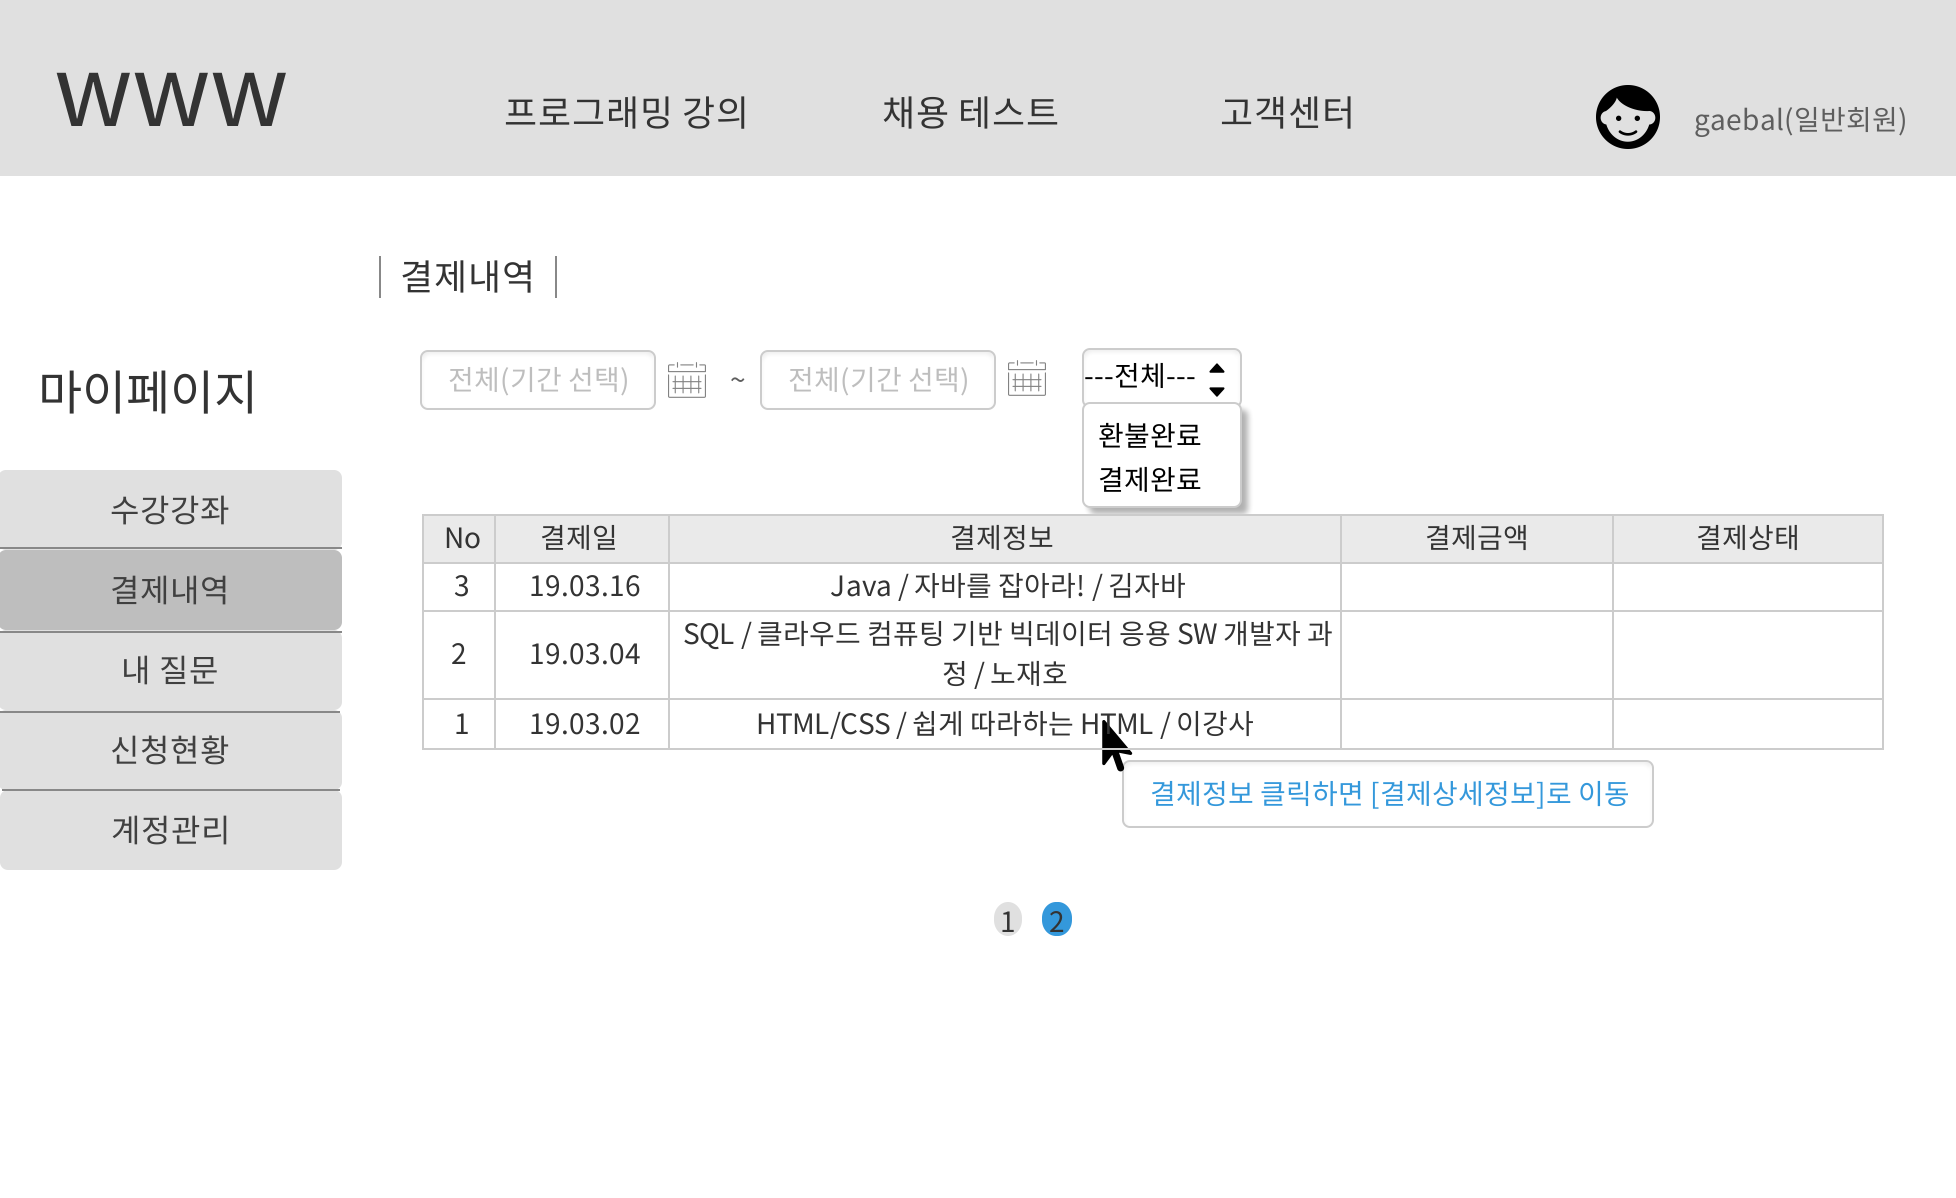 WWW
프로그래밍 강의
채용 테스트
고객센터
gaebal(일반회원)
결제내역
마이페이지
수강강좌
결제내역
내 질문
신청현황
계정관리
전체(기간 선택) ~ 전체(기간 선택) ---전체---
환불완료
결제완료
No 결제일 결제정보 결제금액 결제상태
3 19.03.16 Java / 자바를 잡아라! / 김자바
2 19.03.04 SQL / 클라우드 컴퓨팅 기반 빅데이터 응용 SW 개발자 과
정 / 노재호
1 19.03.02 HTML/CSS / 쉽게 따라하는 HTML / 이강사
결제정보 클릭하면 [결제상세정보]로 이동
1 2